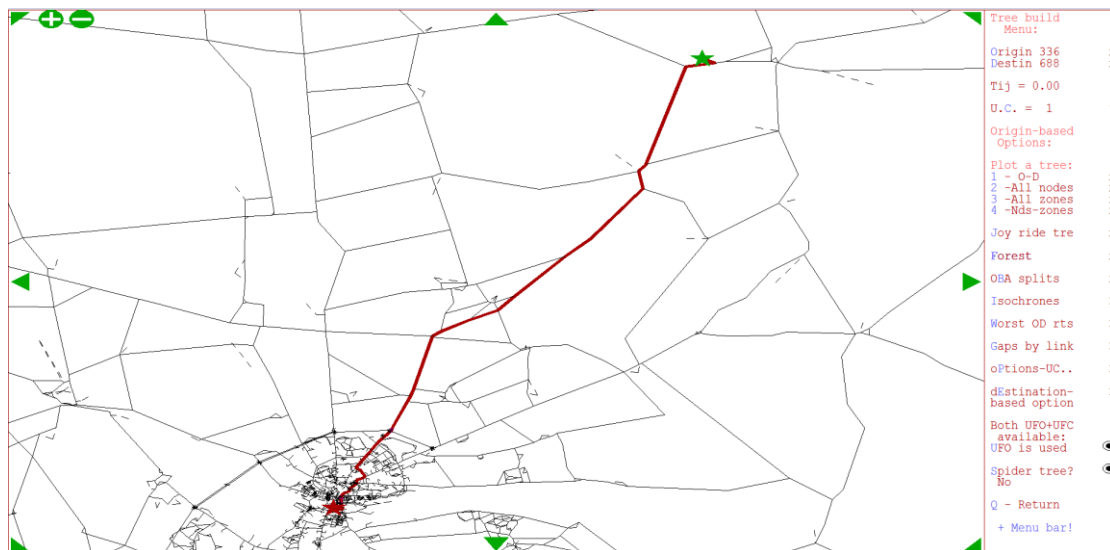 Tree build
Menu:
Origin 336
Destin 688
Tij = 0.00
U.C. = 1
Origin-based
Options:
Plot a tree:
1 - O-D
2 -All nodes
3 -All zones
4 -Nds-zones
Joy ride tre
Forest
OBA splits
Isochrones
Worst OD rts
Gaps by link
oPtions-UC..
dEstination-
based option
Both UFO+UFC
available:
UFO is used
Spider tree?
No
Q - Return
+ Menu bar!